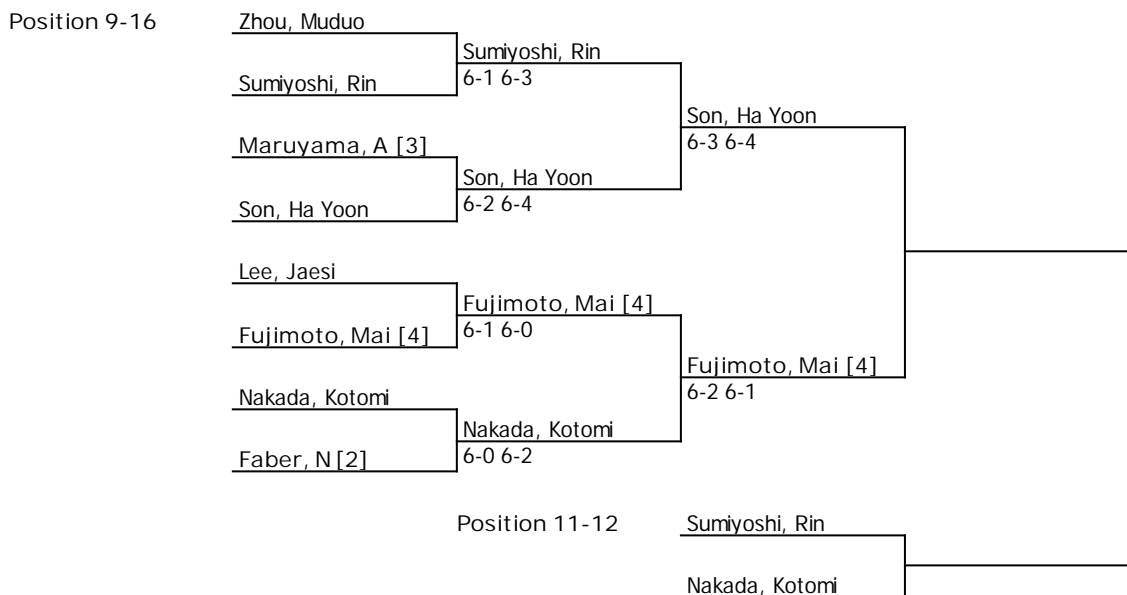 Position 9-16
Zhou, Muduo
Sumiyoshi, Rin
6-1 6-3
Sumiyoshi, Rin
Son, Ha Yoon
6-3 6-4
Maruyama, A [3]
Son, Ha Yoon
6-2 6-4
Son, Ha Yoon
Lee, Jaesi
Fujimoto, Mai [4]
6-1 6-0
Fujimoto, Mai [4]
Fujimoto, Mai [4]
6-2 6-1
Nakada, Kotomi
Nakada, Kotomi
6-0 6-2
Faber, N [2]
Position 11-12
Sumiyoshi, Rin
Nakada, Kotomi